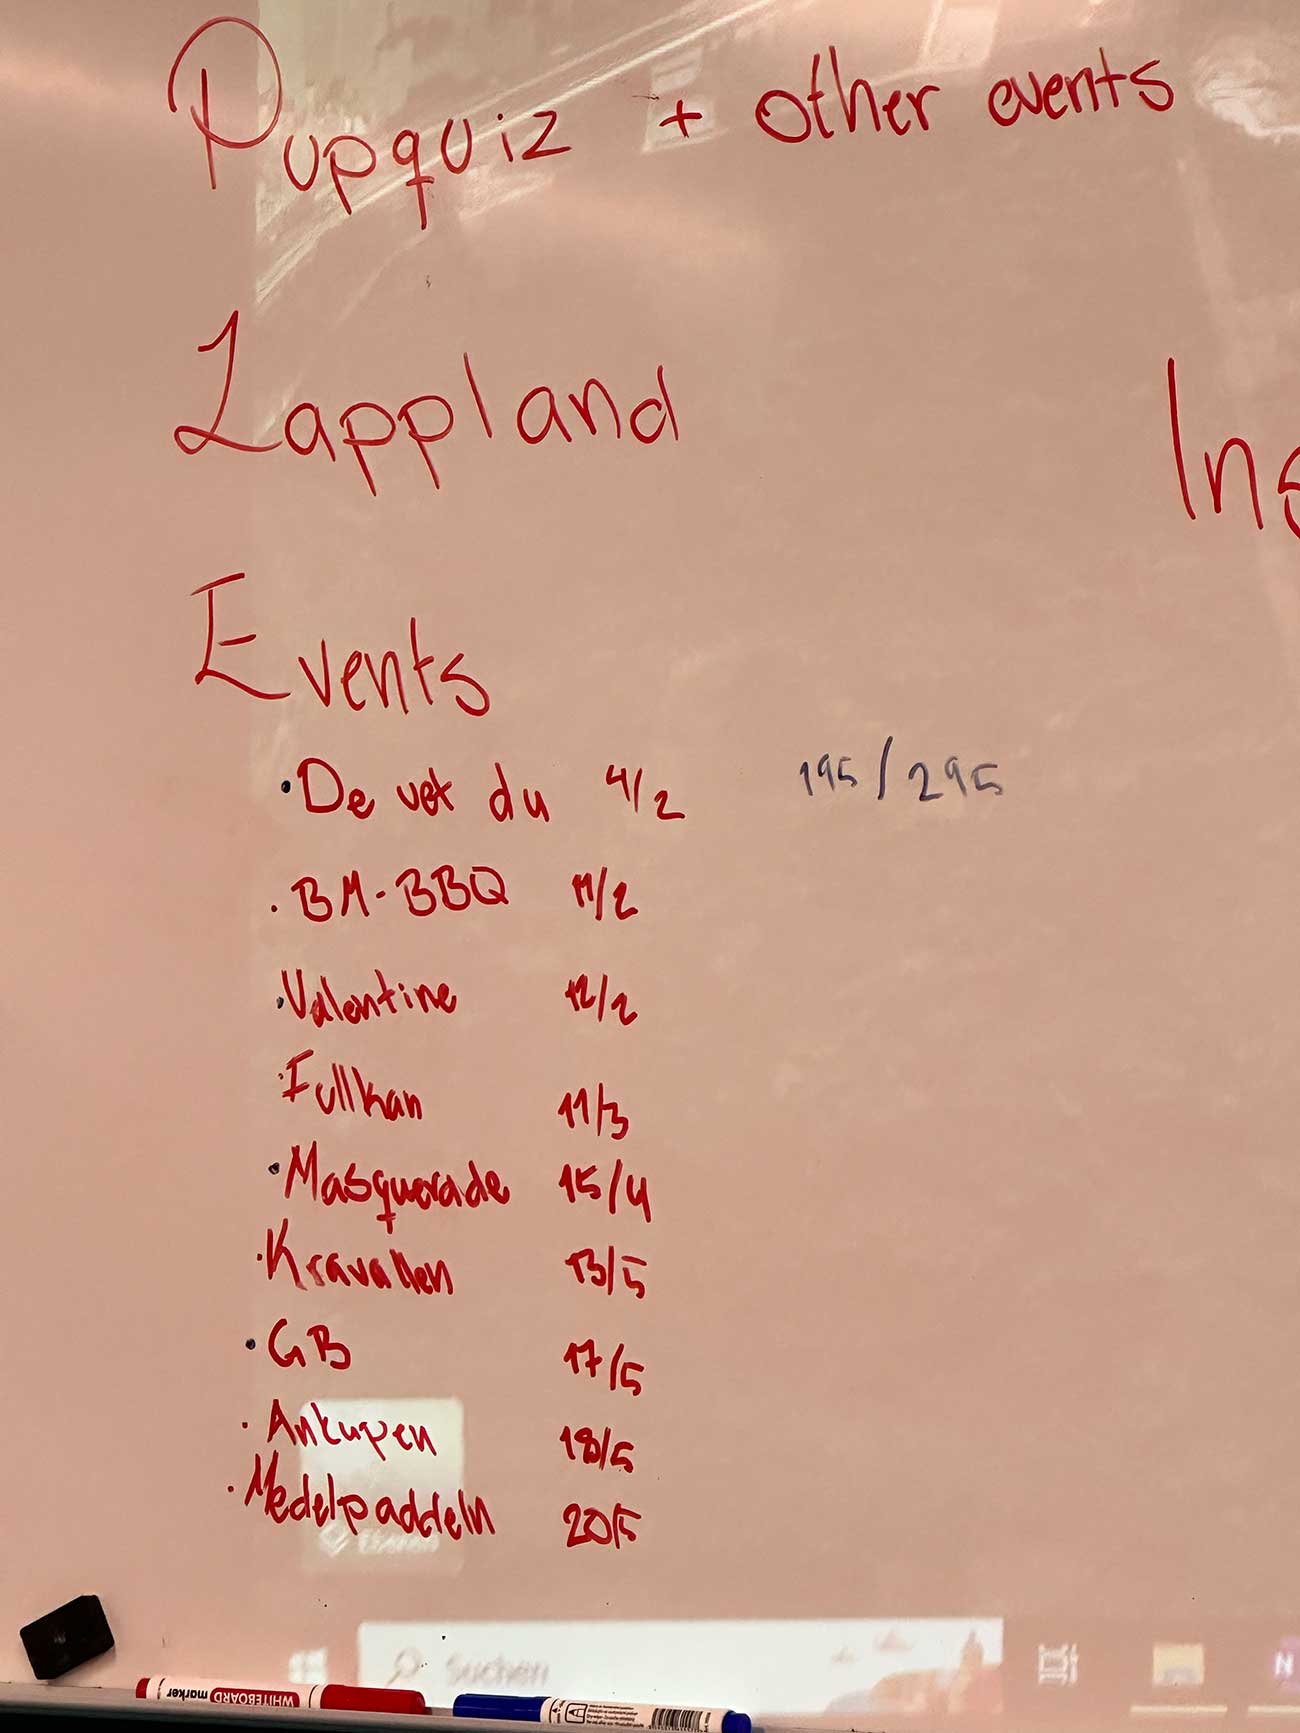 Pupquiz + other events
Lappland
Ins
Events
• De vet du 4/2 195/295
• BM-BBQ 11/2
• Valentine 12/2
• Fullkan 11/3
• Masquerade 15/4
• Kravallen 13/5
• GB 17/5
• Ankupen 18/5
• Medelpaddeln 20/5
Suchen
WHITEBOARD marker